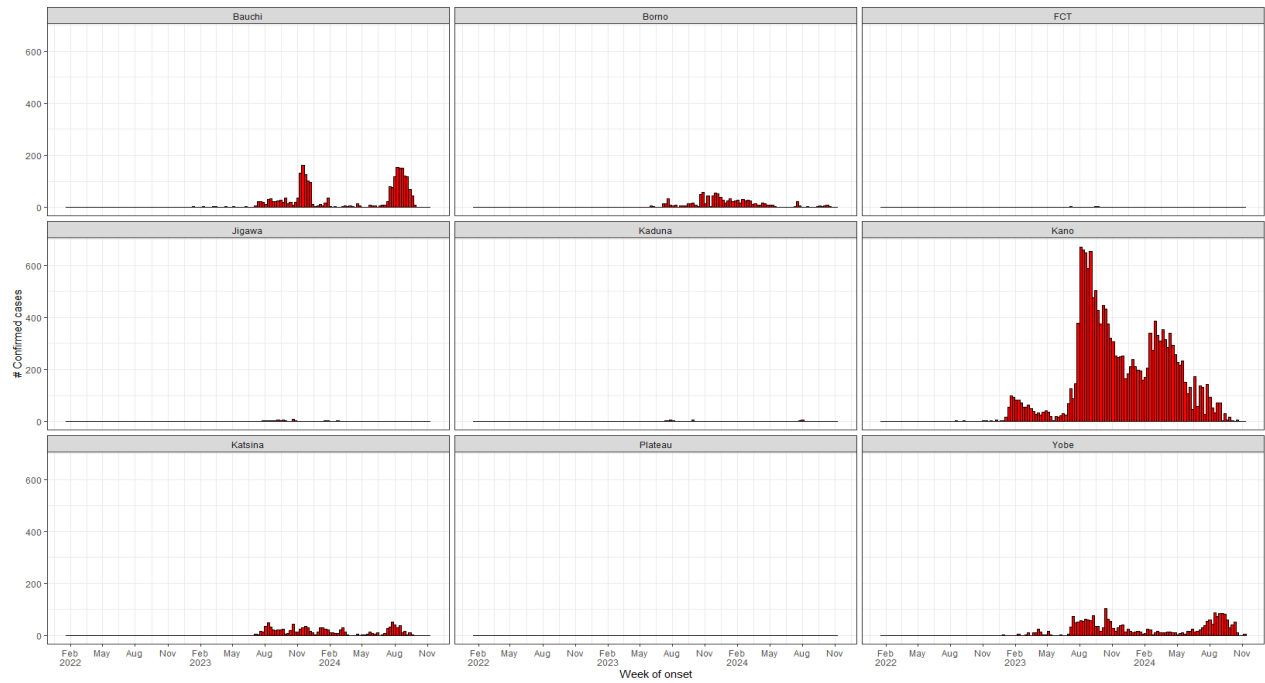 Bauchi Borno FCT
600
400
200
0
Jigawa Kaduna Kano
600
400
200
0
# Confirmed cases
Katsina Plateau Yobe
600
400
200
0
Feb May Aug Nov Feb May Aug Nov Feb May Aug Nov Feb May Aug Nov Feb May Aug Nov Feb May Aug Nov Feb May Aug Nov Feb May Aug Nov Feb May Aug Nov
2022 2023 2024 2022 2023 2024 2022 2023 2024
Week of onset